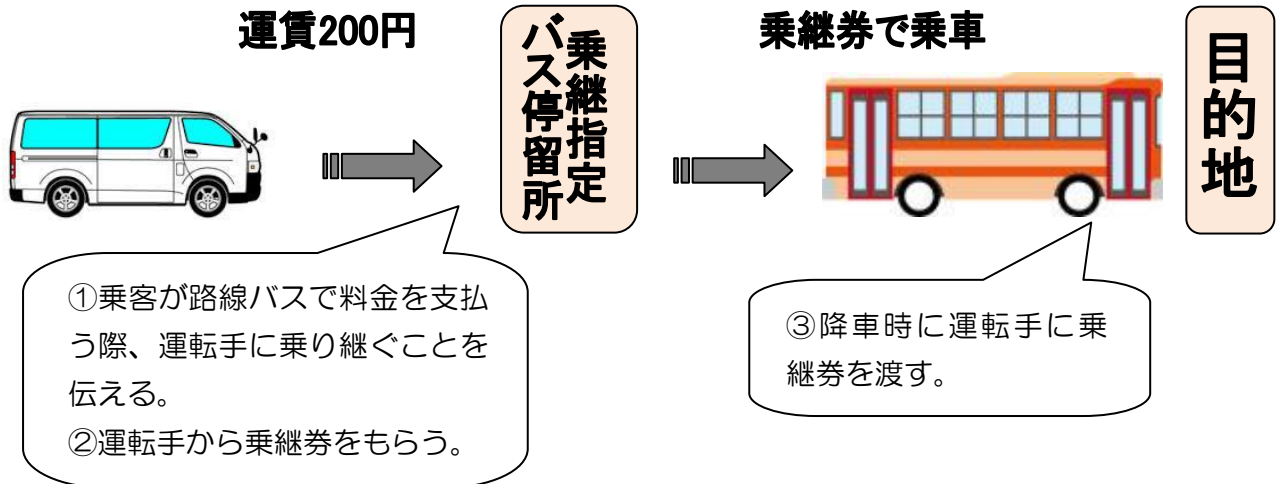 運賃200円
乗継指定
バス停留所
乗継券で乗車
目的地
①乗客が路線バスで料金を支払
う際、運転手に乗り継ぐことを
伝える。
②運転手から乗継券をもらう。
③降車時に運転手に乗
継券を渡す。